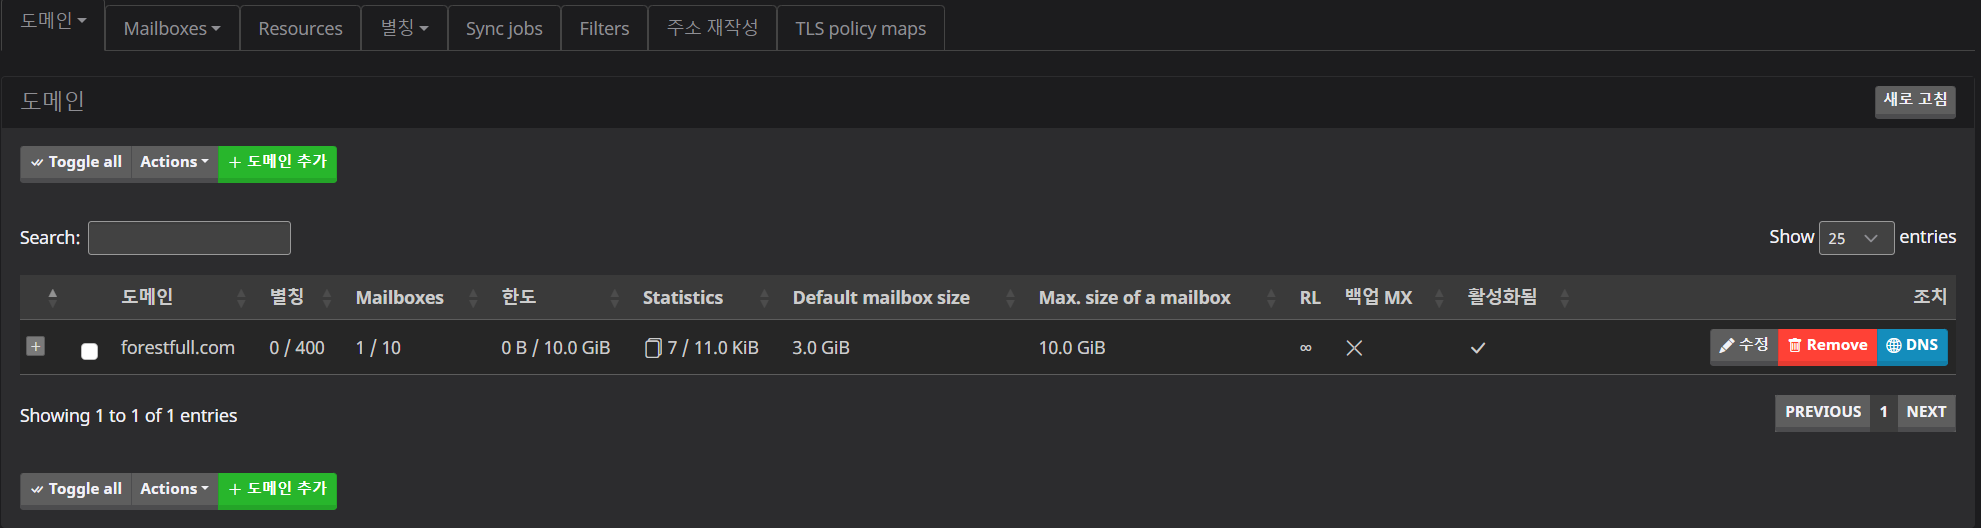 도메인 Mailboxes Resources 별칭 Sync jobs Filters 주소 재작성 TLS policy maps
도메인 새로 고침
Toggle all Actions + 도메인 추가
Search: Show 25 entries
도메인 별칭 Mailboxes 한도 Statistics Default mailbox size Max. size of a mailbox RL 백업 MX 활성화됨 조치
+ forestfull.com 0 / 400 1 / 10 0 B / 10.0 GiB 7 / 11.0 KiB 3.0 GiB 10.0 GiB ∞ 수정 Remove DNS
Showing 1 to 1 of 1 entries PREVIOUS 1 NEXT
Toggle all Actions + 도메인 추가